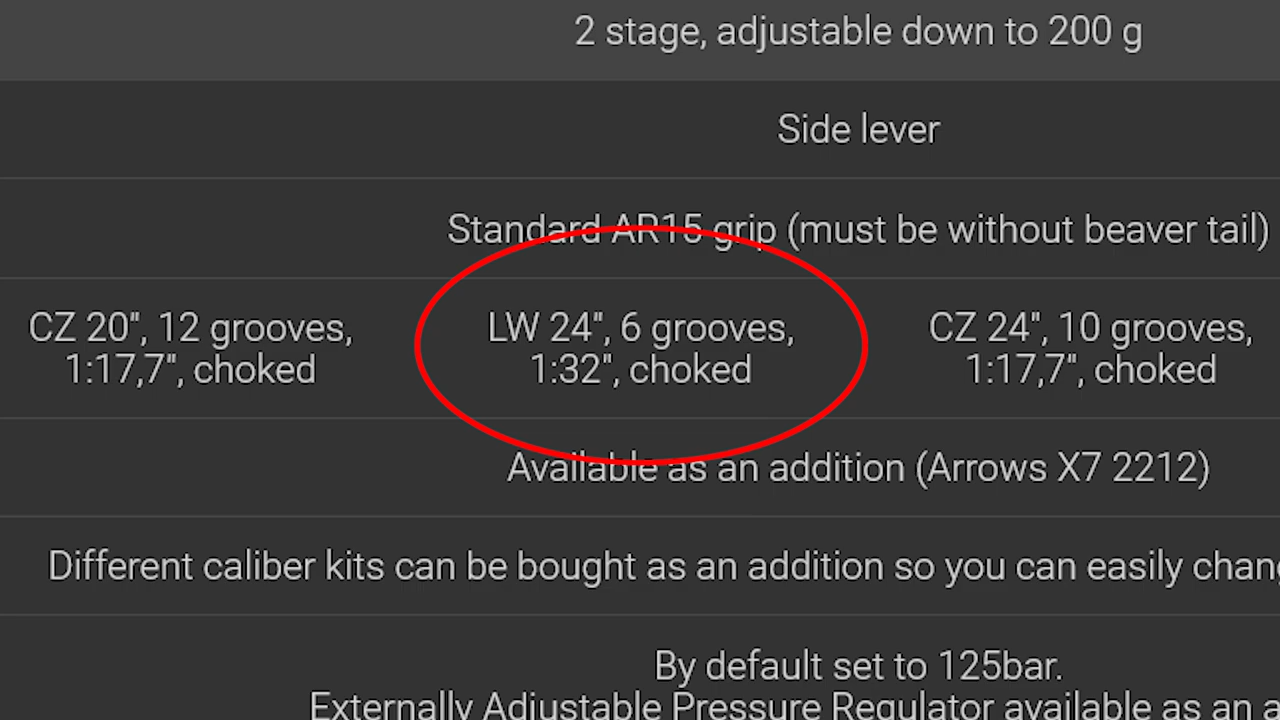 2 stage, adjustable down to 200 g
Side lever
Standard AR15 grip (must be without beaver tail)
CZ 20", 12 grooves,
1:17,7", choked
LW 24", 6 grooves,
1:32", choked
CZ 24", 10 grooves,
1:17,7", choked
Available as an addition (Arrows X7 2212)
Different caliber kits can be bought as an addition so you can easily chan
By default set to 125bar.
Externally Adjustable Pressure Regulator available as an a